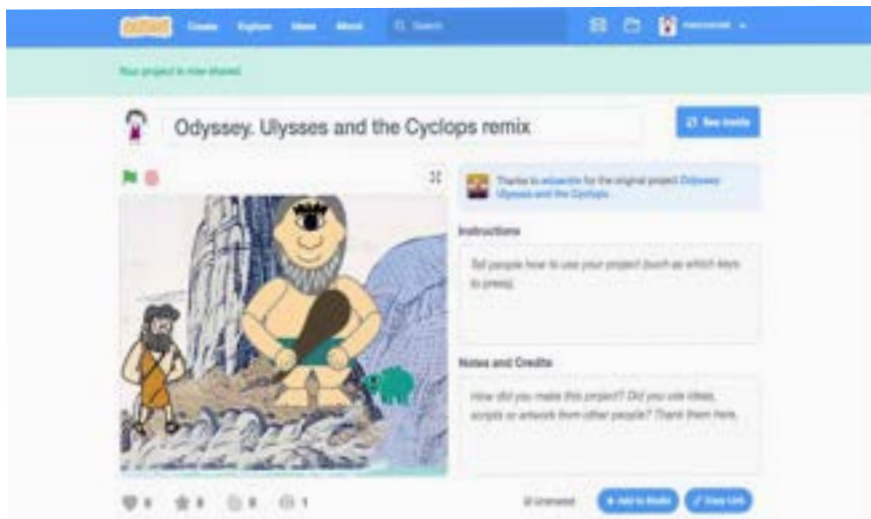 SCRATCH Create Explore Ideas About Search
Your project is now shared.
Odyssey. Ulysses and the Cyclops remix
See inside
Thanks to for the original project Odyssey.
Ulysses and the Cyclops.
Instructions
Tell people how to use your project (such as which keys
to press).
Notes and Credits
How did you make this project? Did you use ideas,
scripts or artwork from other people? Thank them here.
1
Add to Studio Copy Link